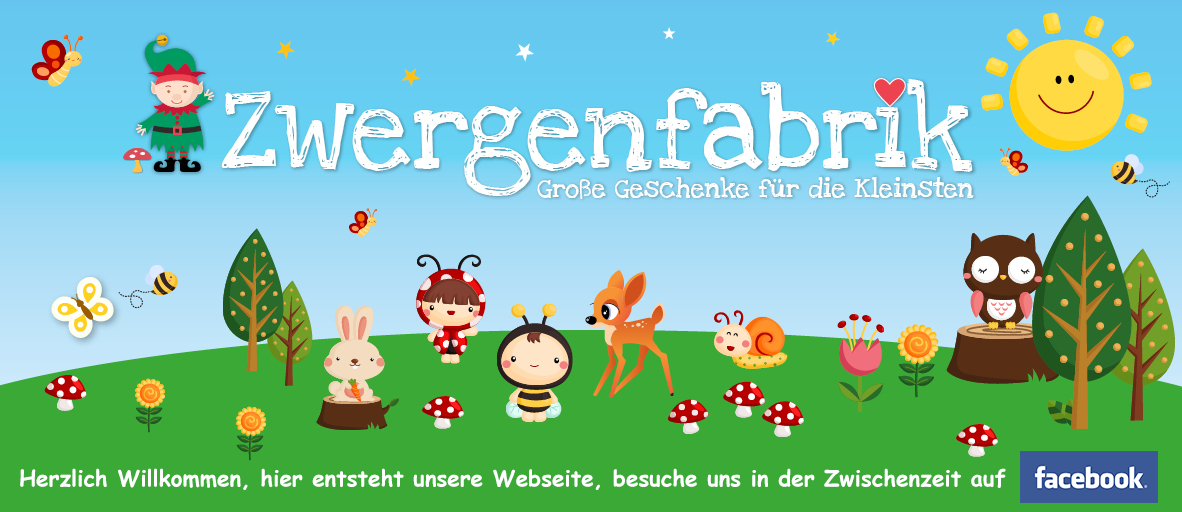 Zwergenfabrik
Große Geschenke für die Kleinsten
Herzlich Willkommen, hier entsteht unsere Webseite, besuche uns in der Zwischenzeit auf facebook.